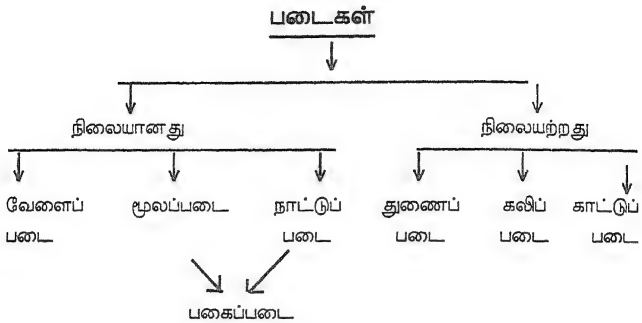 படைகள்
நிலையானது நிலையற்றது
வேளைப் மூலப்படை நாட்டுப் துணைப் கலிப் காட்டுப்
படை படை படை படை படை
பகைப்படை